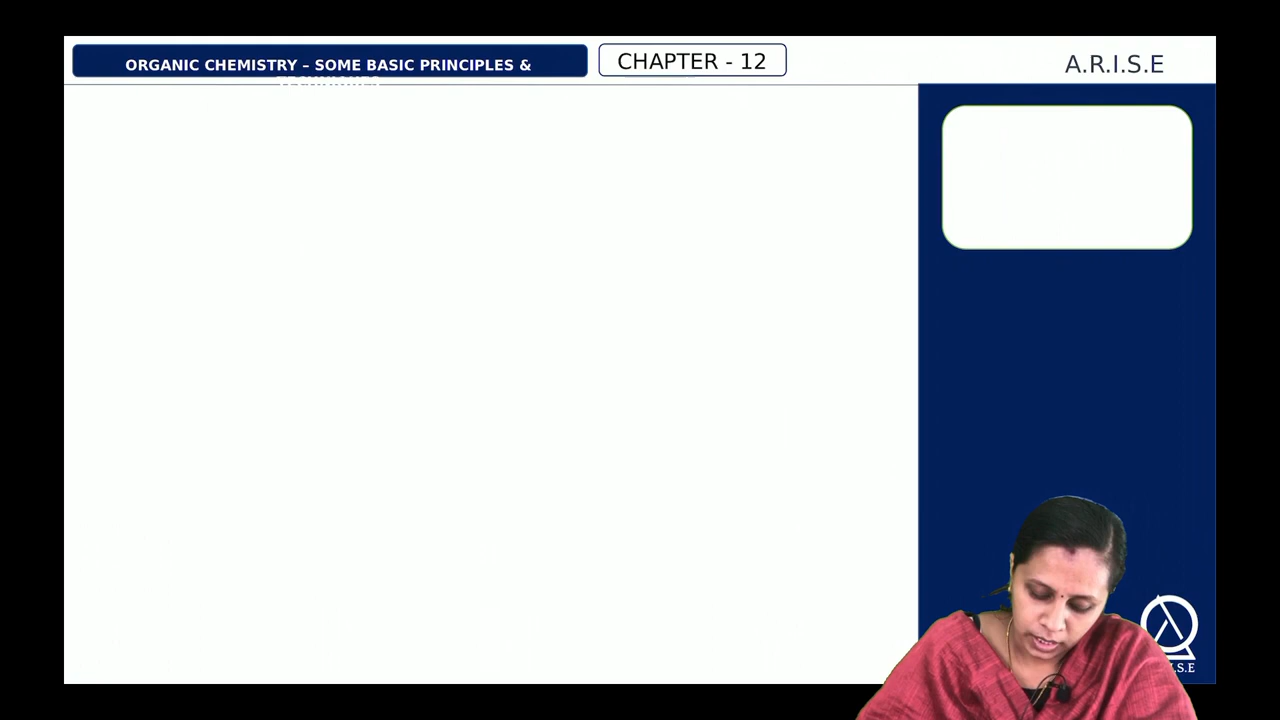 ORGANIC CHEMISTRY – SOME BASIC PRINCIPLES &
CHAPTER - 12
A.R.I.S.E